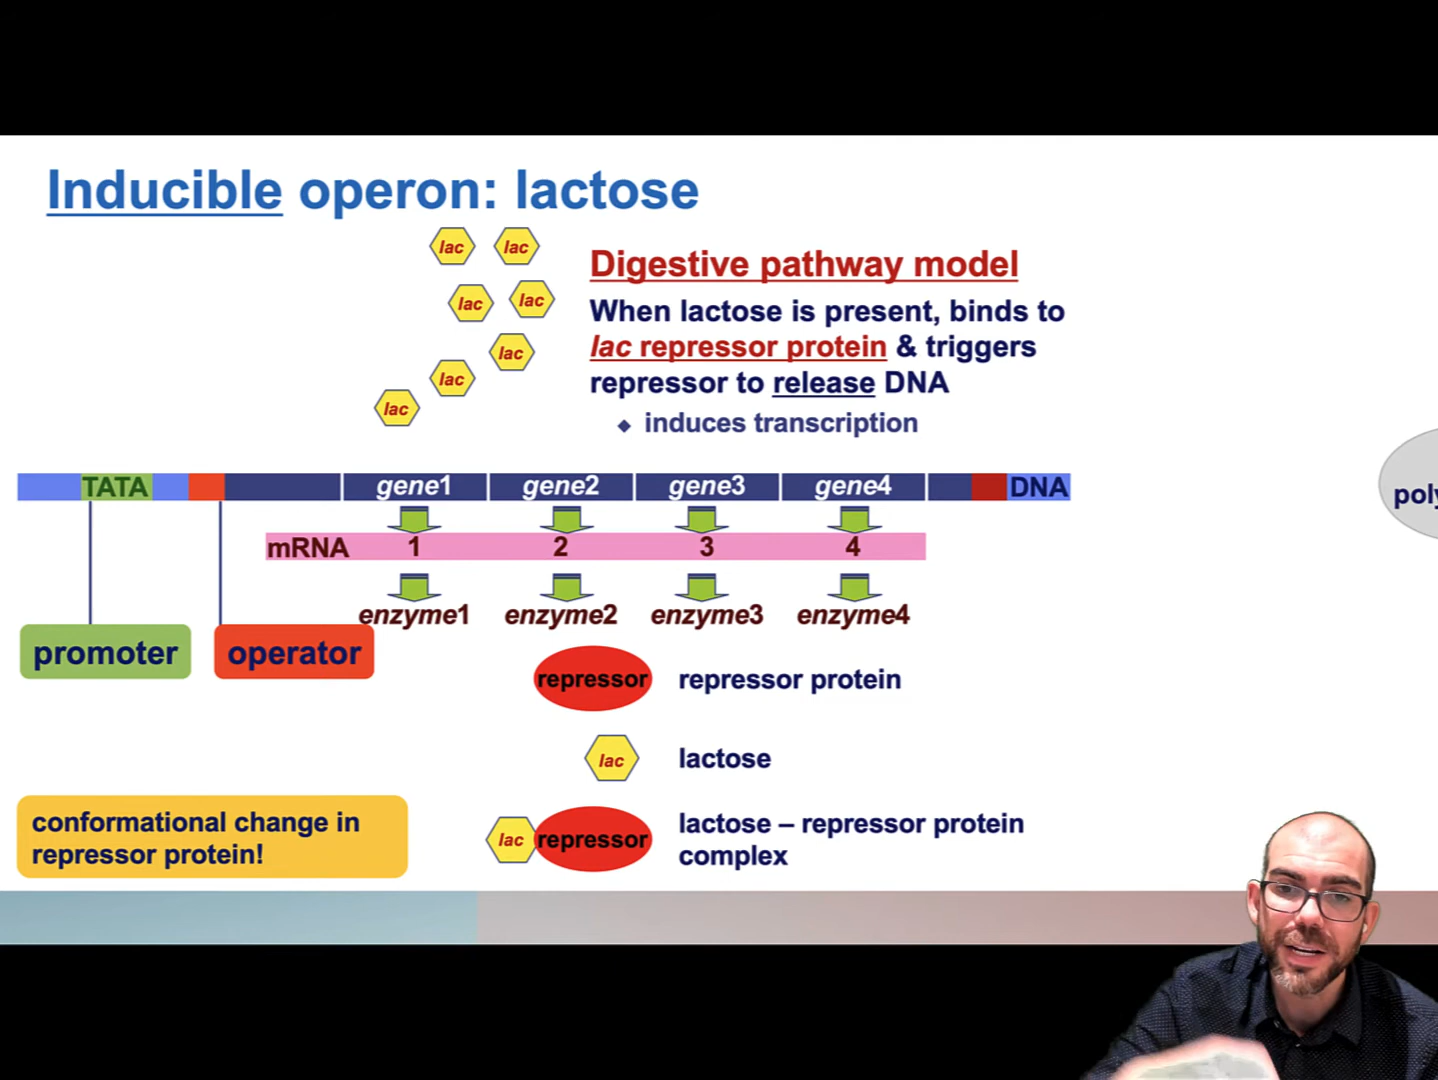 Inducible operon: lactose
lac
lac
lac
lac
lac
lac
lac
Digestive pathway model
When lactose is present, binds to
lac repressor protein & triggers
repressor to release DNA
◆ induces transcription
TATA gene1 gene2 gene3 gene4 DNA
mRNA 1 2 3 4
enzyme1 enzyme2 enzyme3 enzyme4
promoter
operator
repressor repressor protein
lac lactose
conformational change in
repressor protein!
lac repressor
lactose – repressor protein
complex